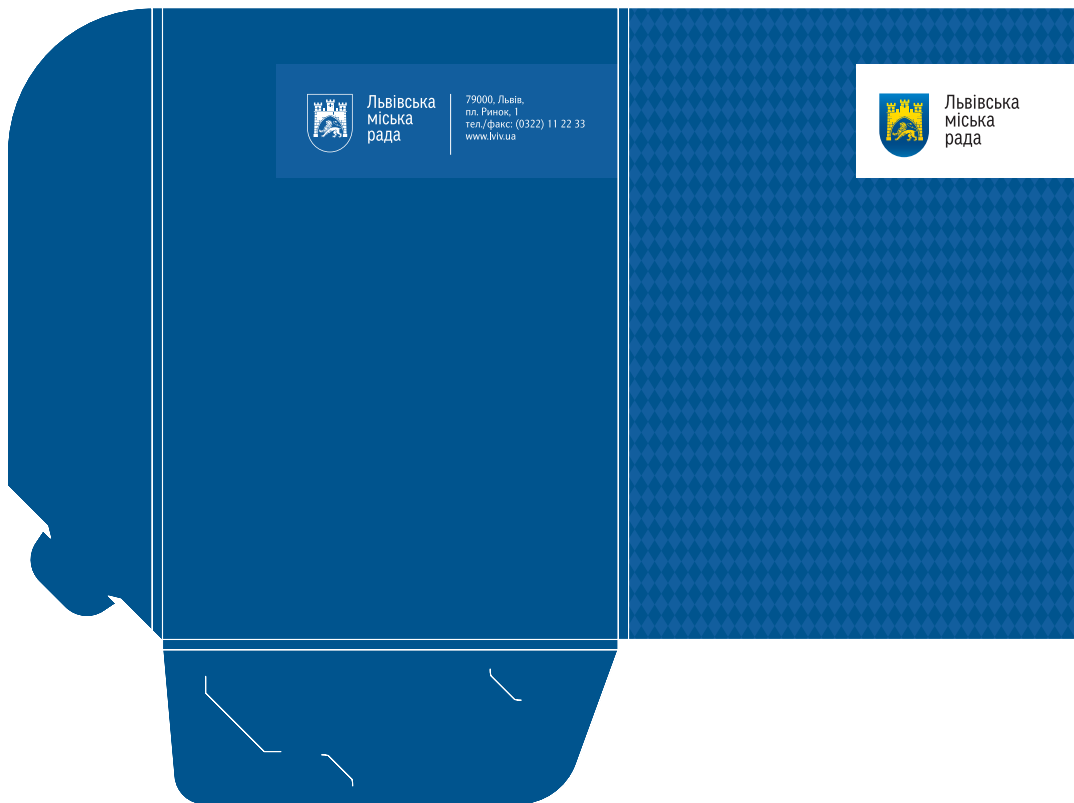 Львівська
міська
рада
79000, Львів,
пл. Ринок, 1
тел./факс: (0322) 11 22 33
www.lviv.ua
Львівська
міська
рада